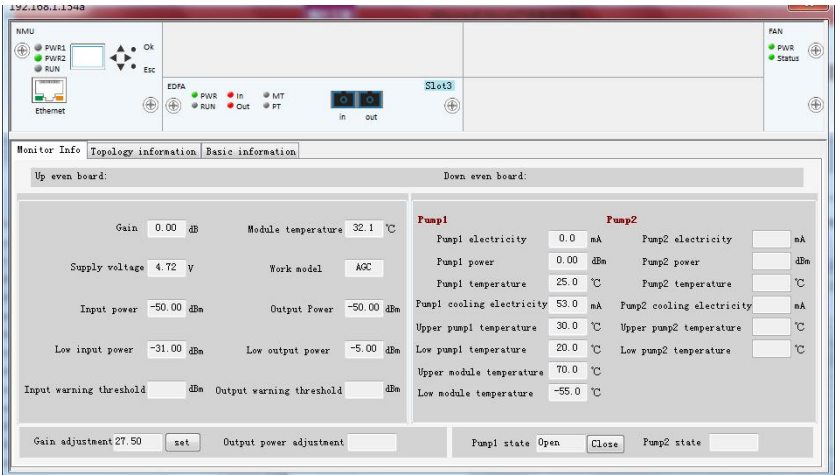 192.168.1.154a
NMU
PWR1
PWR2
RUN
Ok
Esc
Ethernet
EDFA
PWR In MT
RUN Out PT
in out
Slot3
FAN
PWR
Status
Monitor Info Topology information Basic information
Up even board: Down even board:
Gain 0.00 dB Module temperature 32.1 ℃
Supply voltage 4.72 V Work model AGC
Input power -50.00 dBm Output Power -50.00 dBm
Low input power -31.00 dBm Low output power -5.00 dBm
Input warning threshold dBm Output warning threshold dBm
Pump1 Pump2
Pump1 electricity 0.0 mA Pump2 electricity mA
Pump1 power 0.00 dBm Pump2 power dBm
Pump1 temperature 25.0 ℃ Pump2 temperature ℃
Pump1 cooling electricity 53.0 mA Pump2 cooling electricity mA
Upper pump1 temperature 30.0 ℃ Upper pump2 temperature ℃
Low pump1 temperature 20.0 ℃ Low pump2 temperature ℃
Upper module temperature 70.0 ℃
Low module temperature -55.0 ℃
Gain adjustment 27.50 set Output power adjustment
Pump1 state Open Close Pump2 state